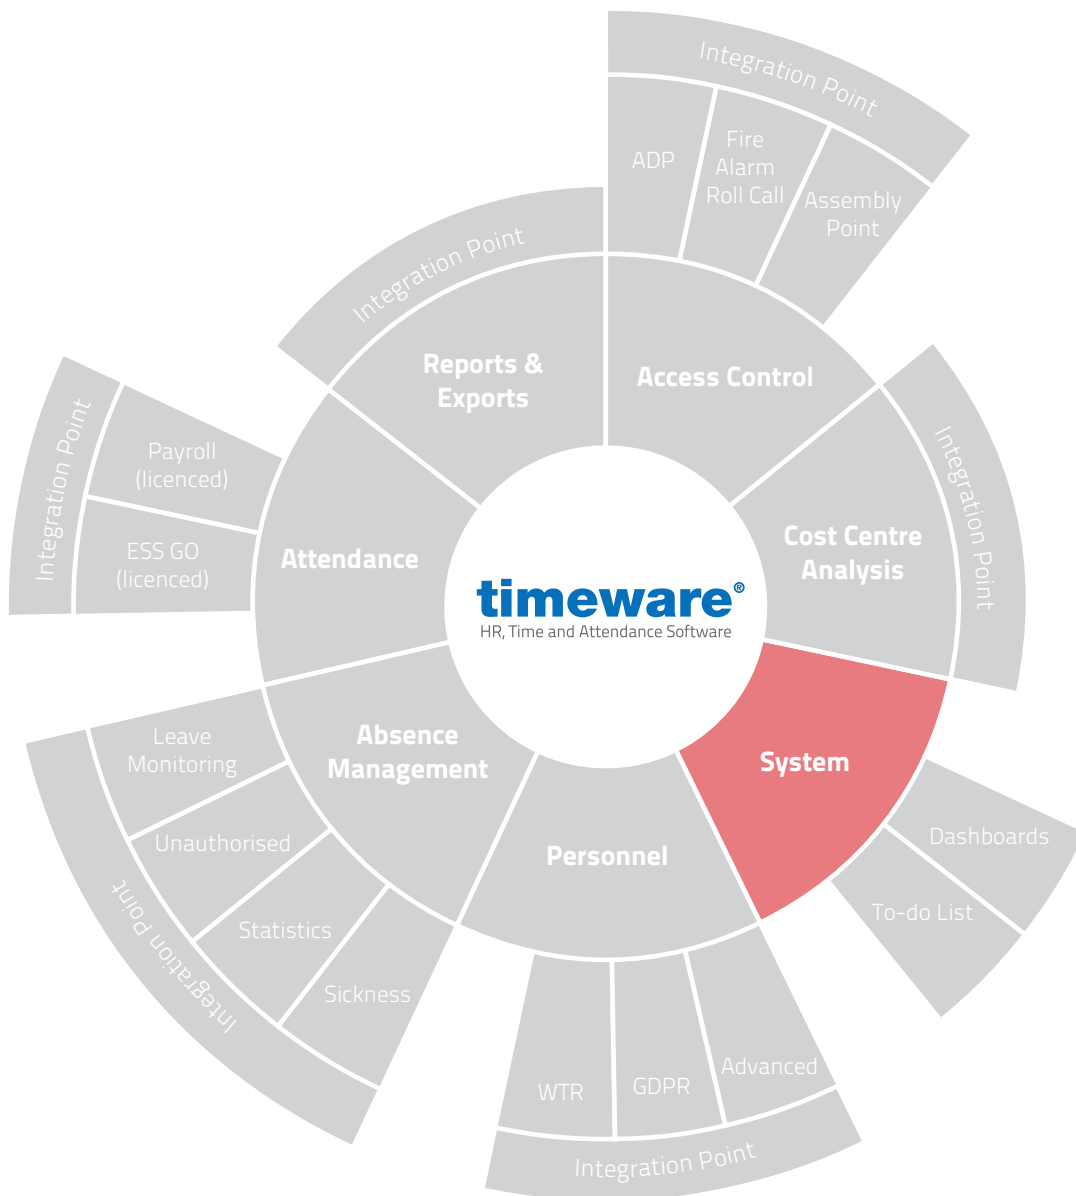 Integration Point
ADP
Fire
Alarm
Roll Call
Assembly
Point
Integration Point
Reports &
Exports
Access Control
Integration Point
Payroll
(licenced)
ESS GO
(licenced)
Attendance
Cost Centre
Analysis
Integration Point
timeware®
HR, Time and Attendance Software
Absence
Management
System
Personnel
Leave
Monitoring
Unauthorised
Statistics
Sickness
Integration Point
Dashboards
To-do List
WTR
GDPR
Advanced
Integration Point